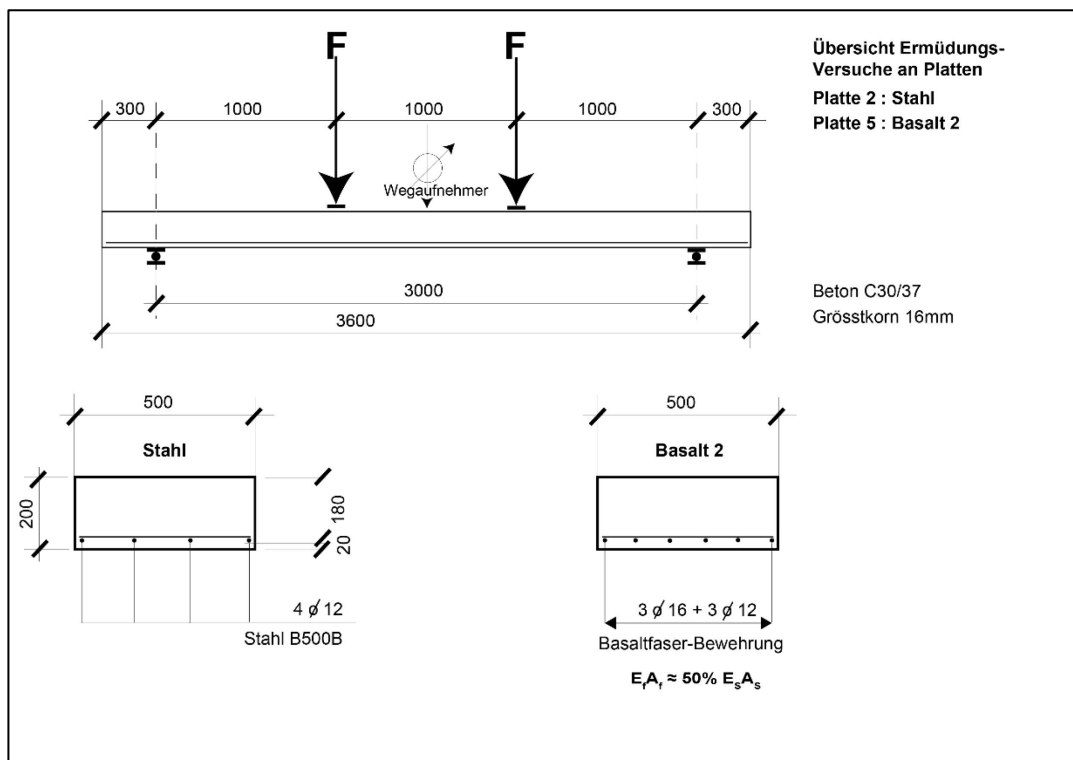 F F
Übersicht Ermüdungs-
Versuche an Platten
Platte 2 : Stahl
Platte 5 : Basalt 2
300 1000 1000 1000 300
Wegaufnehmer
3000
3600
Beton C30/37
Grösstkorn 16mm
500
Stahl
200
180
20
4 ø 12
Stahl B500B
500
Basalt 2
3 ø 16 + 3 ø 12
Basaltfaser-Bewehrung
EfAf ≈ 50% EsAs